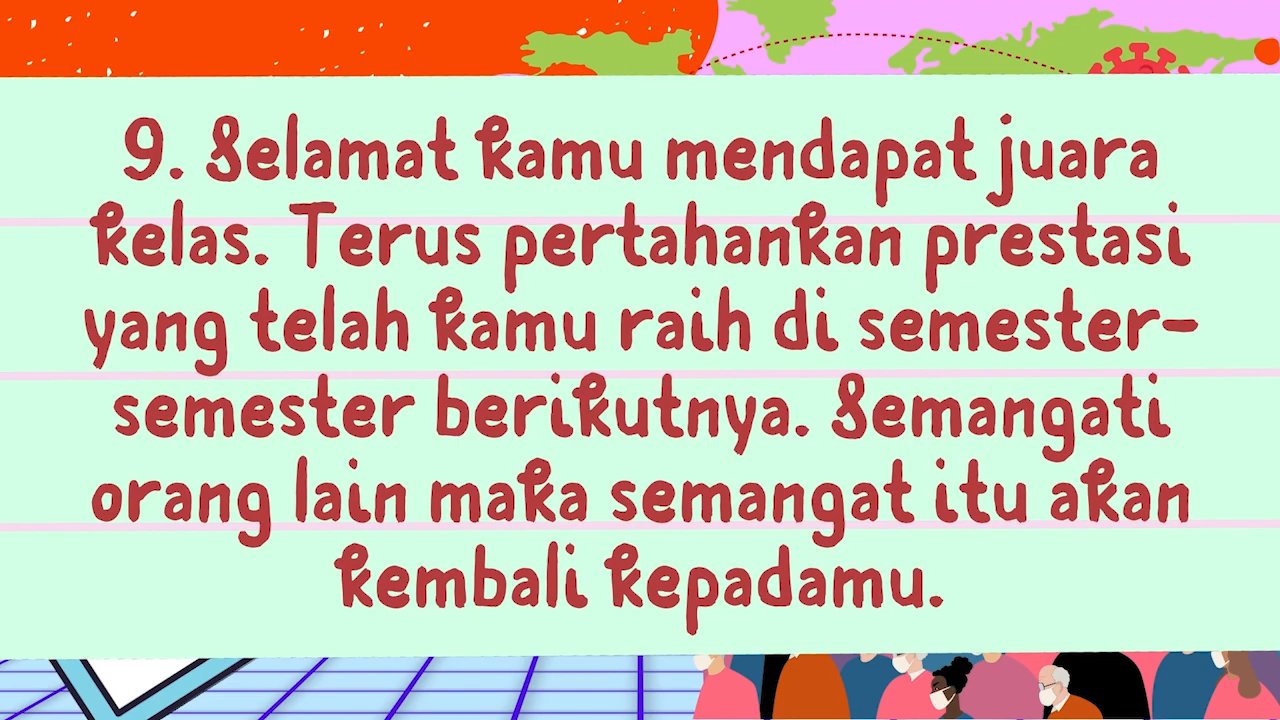 9. Selamat kamu mendapat juara
kelas. Terus pertahankan prestasi
yang telah kamu raih di semester-
semester berikutnya. Semangati
orang lain maka semangat itu akan
kembali kepadamu.